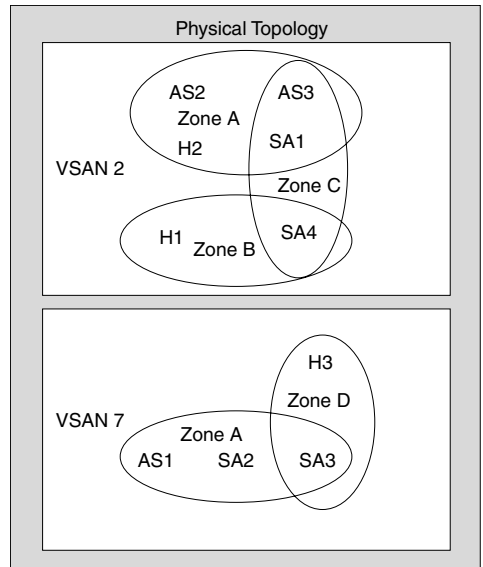 Physical Topology
AS2 AS3
Zone A
SA1
H2
VSAN 2
Zone C
H1 SA4
Zone B
H3
Zone D
VSAN 7
Zone A
AS1 SA2 SA3